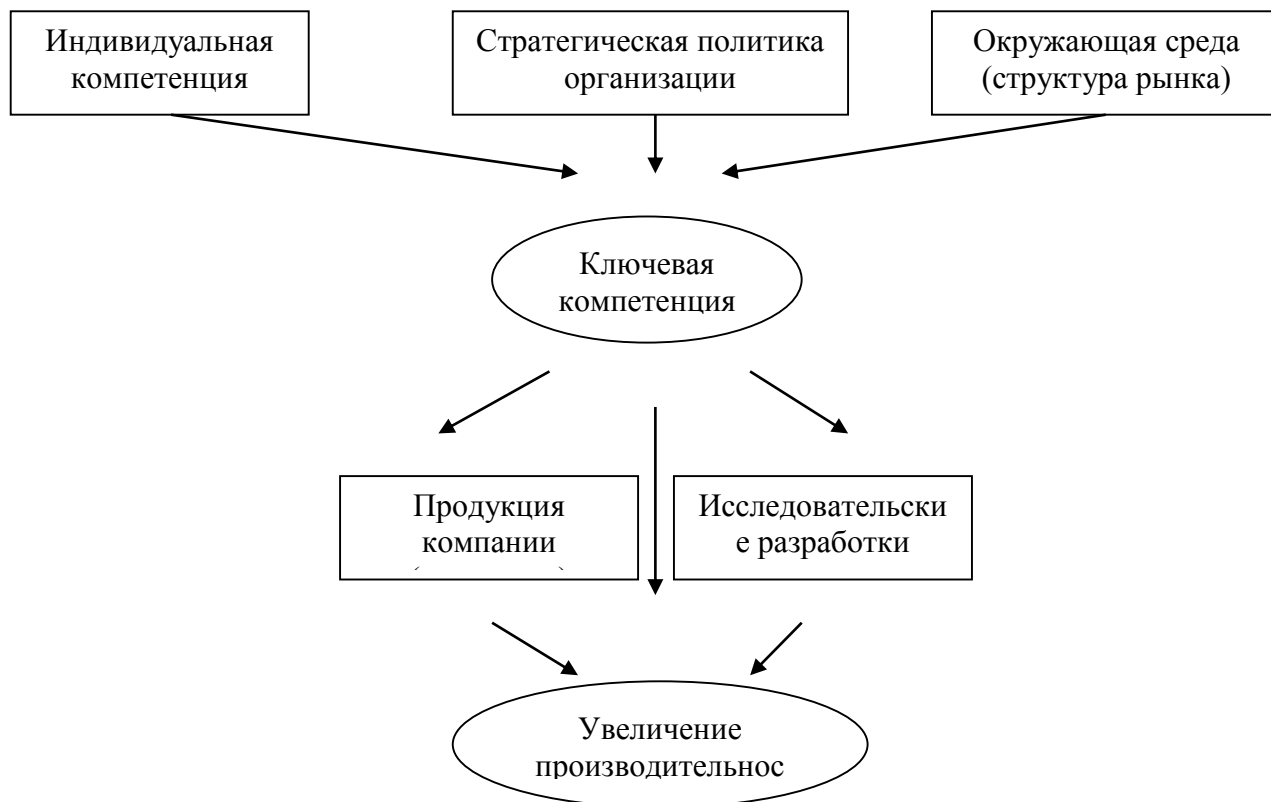 Индивидуальная
компетенция
Стратегическая политика
организации
Окружающая среда
(структура рынка)
Ключевая
компетенция
Продукция
компании
Исследовательски
е разработки
Увеличение
производительнос